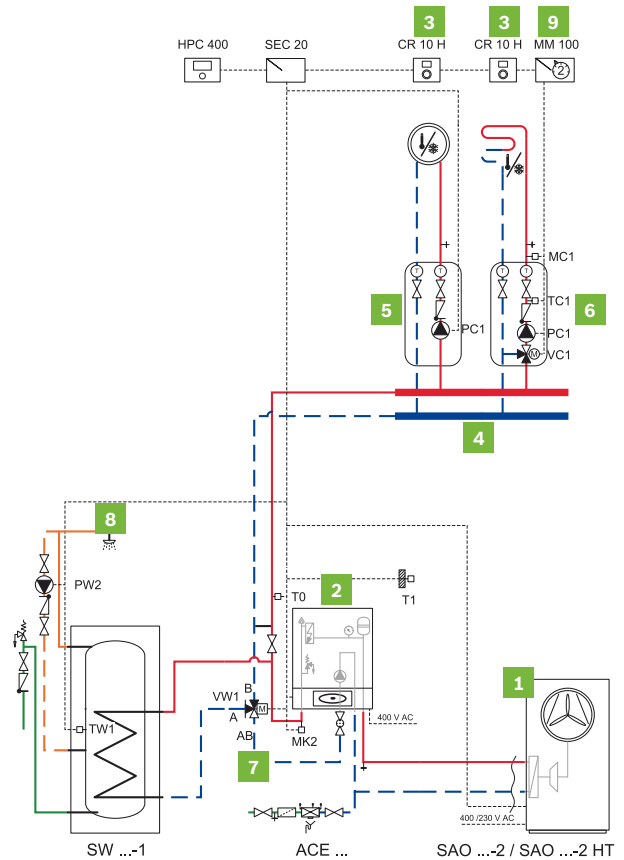 3
3
9
HPC 400
SEC 20
CR 10 H
CR 10 H
MM 100
2
MC1
T
T
T
T
5
TC1
6
PC1
PC1
M
VC1
4
8
2
PW2
T0
T1
1
B
VW1
A
M
400 V AC
TW1
AB
MK2
7
400 /230 V AC
SW ...-1
ACE ...
SAO ...-2 / SAO ...-2 HT